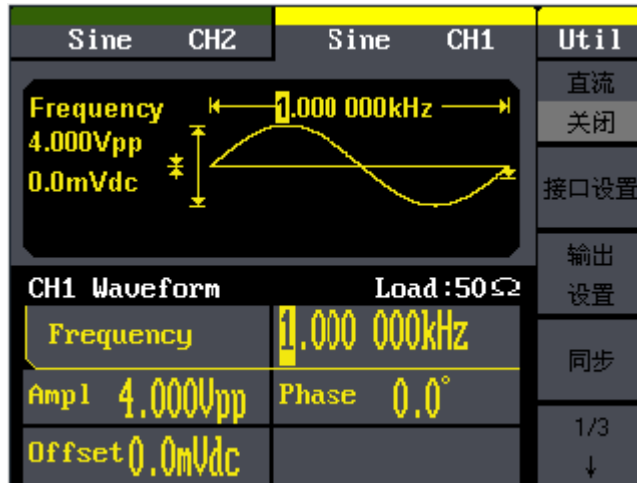 Sine CH2
Sine CH1
Util
Frequency
1.000 000kHz
4.000Vpp
0.0mVdc
CH1 Waveform
Load:50Ω
Frequency
1.000 000kHz
Ampl 4.000Vpp
Phase 0.0°
Offset 0.0mVdc
直流
关闭
接口设置
输出
设置
同步
1/3
↓